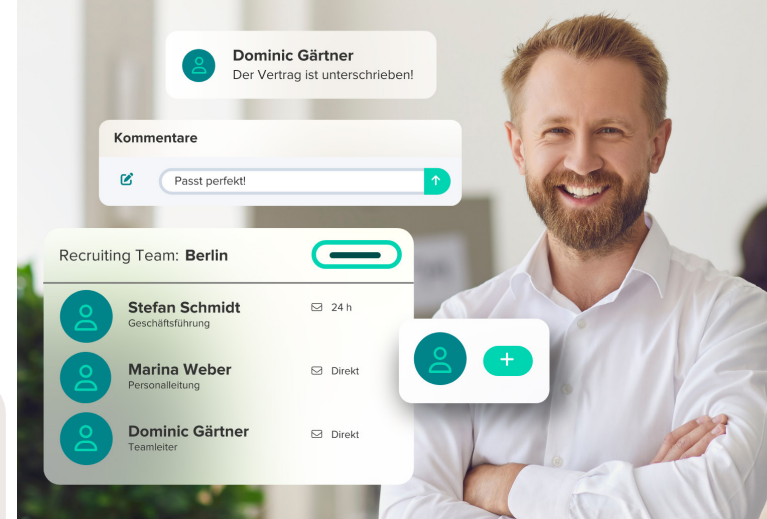 Dominic Gärtner
Der Vertrag ist unterschrieben!
Kommentare
Passt perfekt!
Recruiting Team: Berlin
Stefan Schmidt
Geschäftsführung
24 h
Marina Weber
Personalleitung
Direkt
Dominic Gärtner
Teamleiter
Direkt